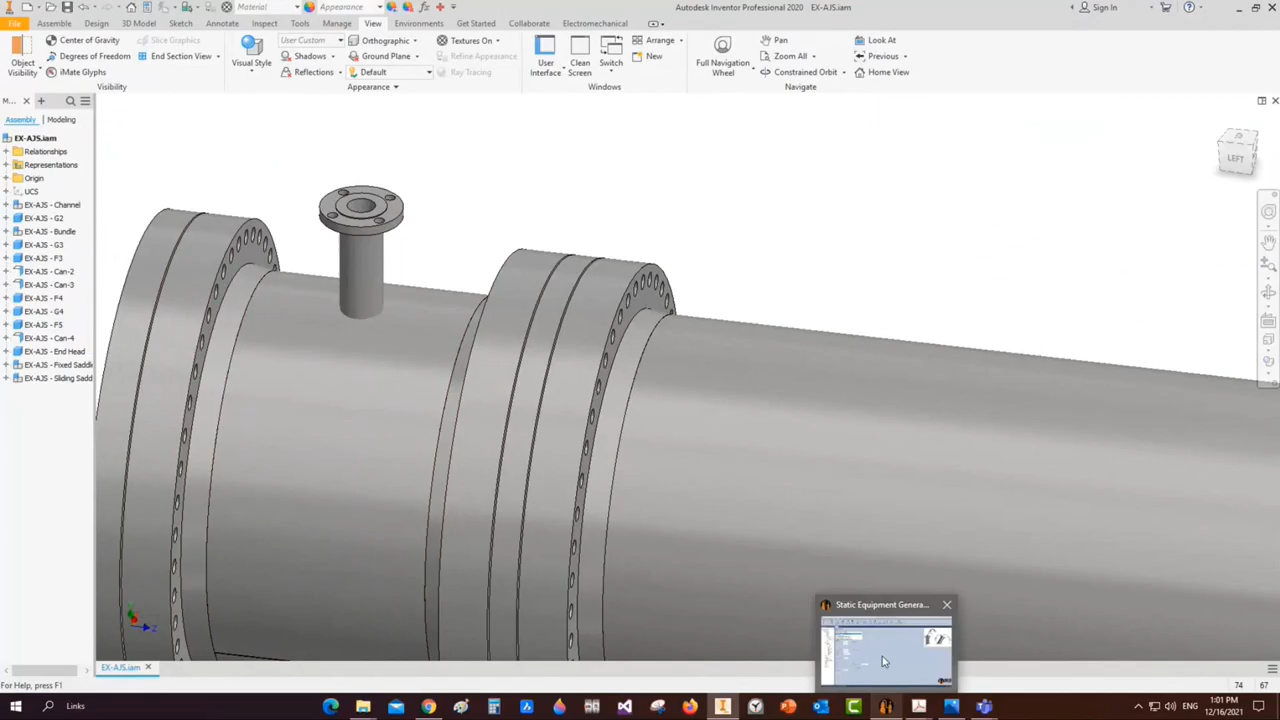 Material
Appearance
Autodesk Inventor Professional 2020 EX-AJS.iam
Sign In
File
Assemble
Design
3D Model
Sketch
Annotate
Inspect
Tools
Manage
View
Environments
Get Started
Collaborate
Electromechanical
Object
Visibility
Center of Gravity
Degrees of Freedom
iMate Glyphs
Slice Graphics
End Section View
Visibility
Visual Style
User Custom
Shadows
Reflections
Orthographic
Ground Plane
Default
Textures On
Refine Appearance
Ray Tracing
Appearance
User
Interface
Clean
Screen
Switch
Arrange
New
Windows
Full Navigation
Wheel
Pan
Zoom All
Constrained Orbit
Look At
Previous
Home View
Navigate
M...
Assembly
Modeling
EX-AJS.iam
Relationships
Representations
Origin
UCS
EX-AJS - Channel
EX-AJS - G2
EX-AJS - Bundle
EX-AJS - G3
EX-AJS - F3
EX-AJS - Can-2
EX-AJS - Can-3
EX-AJS - F4
EX-AJS - G4
EX-AJS - F5
EX-AJS - Can-4
EX-AJS - End Head
EX-AJS - Fixed Saddl
EX-AJS - Sliding Sadd
LEFT
Z
Static Equipment Genera...
EX-AJS.iam
For Help, press F1
74
67
Links
1:01 PM
12/16/2021